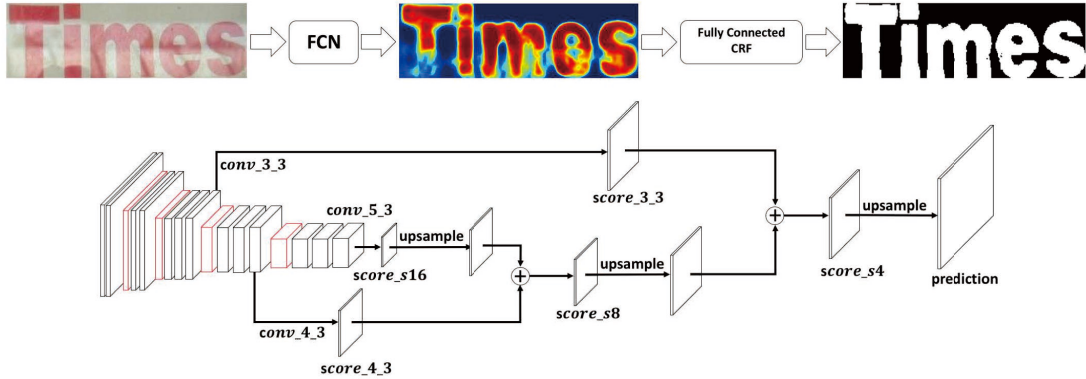 Times
FCN
Times
Fully Connected
CRF
Times
conv_3_3
score_3_3
conv_5_3
upsample
score_s16
upsample
score_s8
conv_4_3
score_4_3
score_s4
upsample
prediction